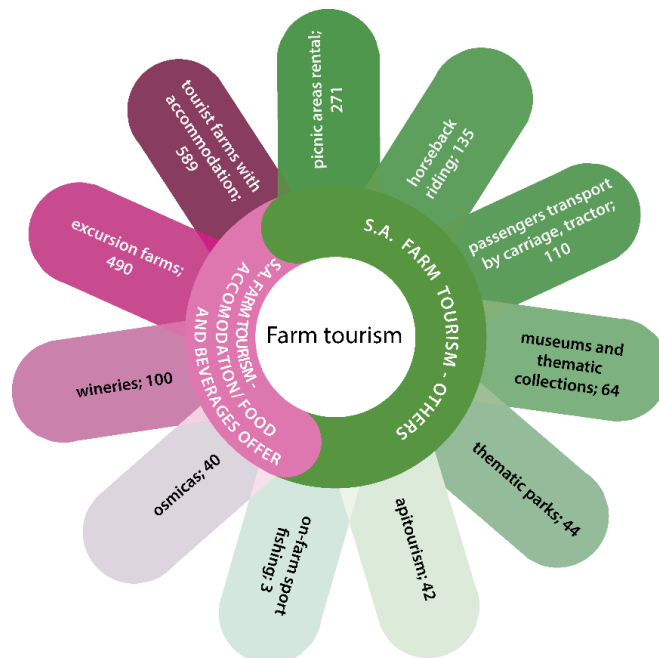 Farm tourism
S.A. FARM TOURISM - OTHERS
S.A. FARM TOURISM -
ACCOMODATION/ FOOD
AND BEVERAGES OFFER
picnic areas rental;
271
horseback
riding; 135
passengers transport
by carriage, tractor;
110
museums and
thematic
collections; 64
thematic parks; 44
apitourism; 42
on-farm sport
fishing; 3
osmicas; 40
wineries; 100
excursion farms;
490
tourist farms with
accommodation;
589